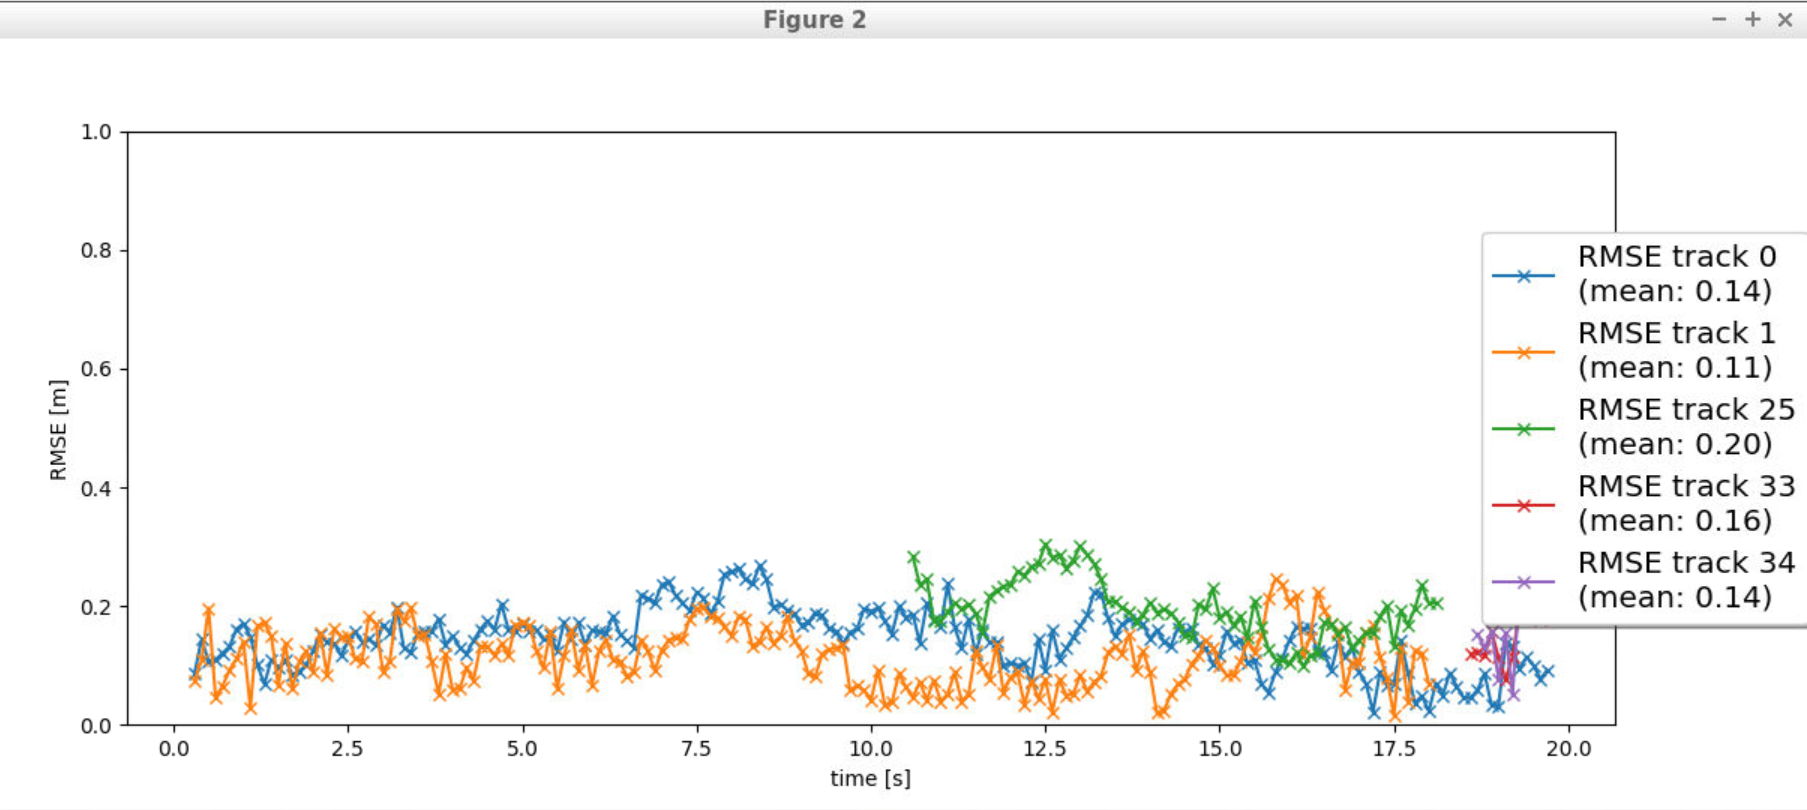 Figure 2
1.0
0.8
0.6
0.4
0.2
0.0
RMSE [m]
0.0 2.5 5.0 7.5 10.0 12.5 15.0 17.5 20.0
time [s]
RMSE track 0
(mean: 0.14)
RMSE track 1
(mean: 0.11)
RMSE track 25
(mean: 0.20)
RMSE track 33
(mean: 0.16)
RMSE track 34
(mean: 0.14)